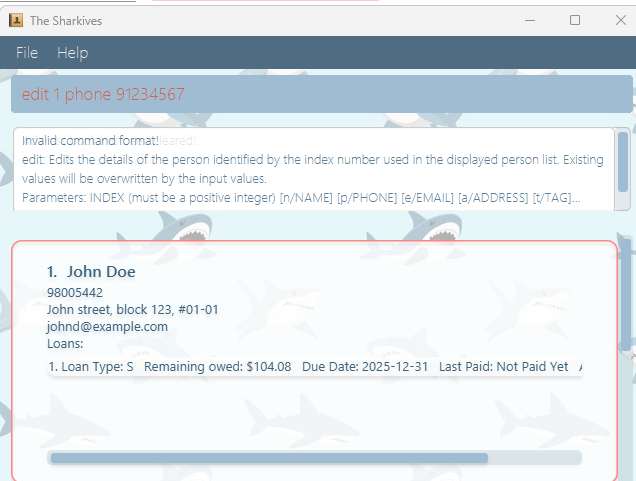 The Sharkives
File Help
edit 1 phone 91234567
Invalid command format!leared!
edit: Edits the details of the person identified by the index number used in the displayed person list. Existing
values will be overwritten by the input values.
Parameters: INDEX (must be a positive integer) [n/NAME] [p/PHONE] [e/EMAIL] [a/ADDRESS] [t/TAG]...
1. John Doe
98005442
John street, block 123, #01-01
johnd@example.com
Loans:
1. Loan Type: S Remaining owed: $104.08 Due Date: 2025-12-31 Last Paid: Not Paid Yet